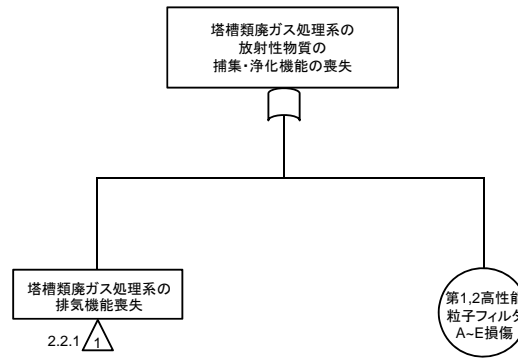 塔槽類廃ガス処理系の
放射性物質の
捕集・浄化機能の喪失
塔槽類廃ガス処理系の
排気機能喪失
2.2.1 1
第1,2高性能
粒子フィルタ
A~E損傷